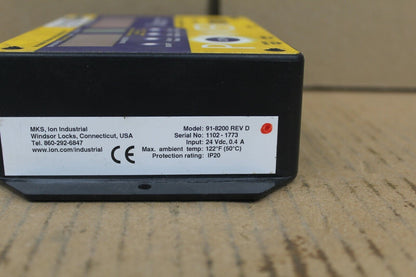 MKS, Ion Industrial
Windsor Locks, Connecticut, USA
Tel. 860-292-6847
www.ion.com/industrial
CE
Model: 91-8200 REV D
Serial No: 1102 - 1773
Input: 24 Vdc, 0.4 A
Max. ambient temp: 122°F (50°C)
Protection rating: IP20